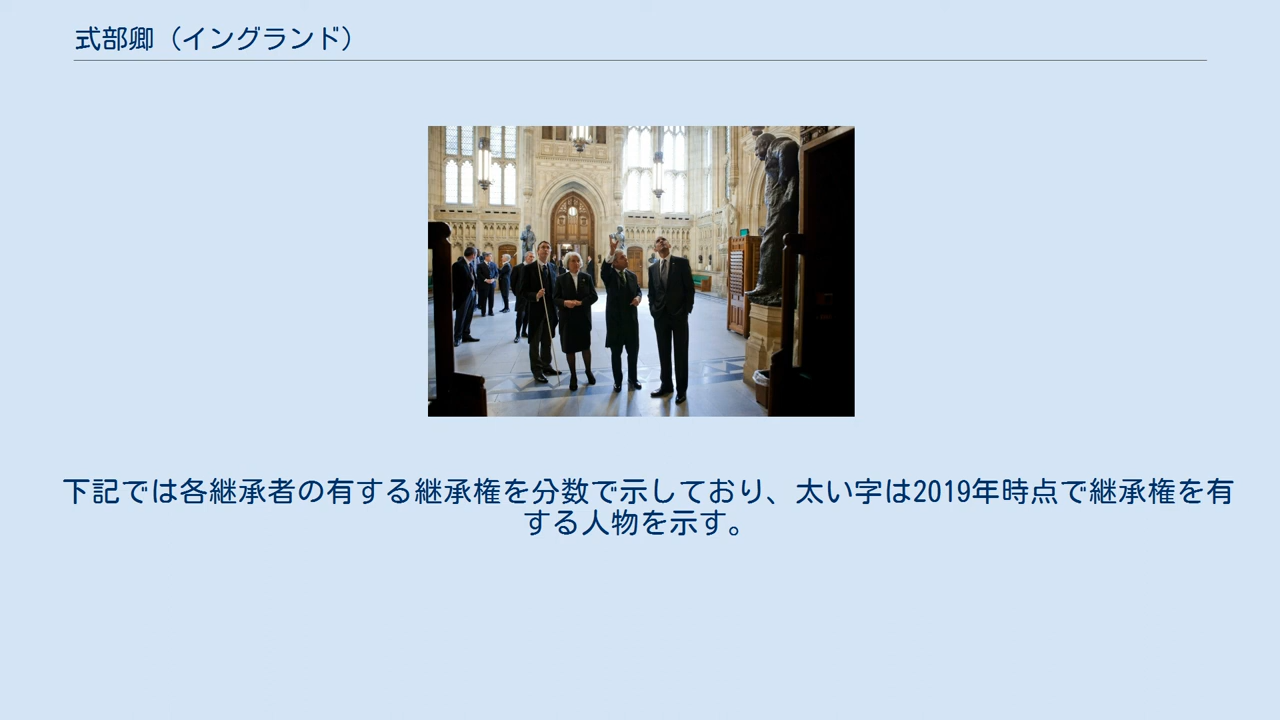 式部卿（イングランド）
下記では各継承者の有する継承権を分数で示しており、太い字は2019年時点で継承権を有
する人物を示す。